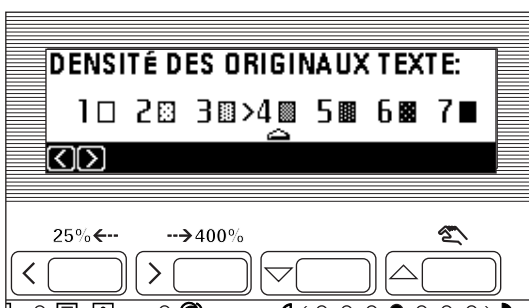 DENSITÉ DES ORIGINAUX TEXTE:
1 2 3 >4 5 6 7
< >
25% ←-- --→400%
< >